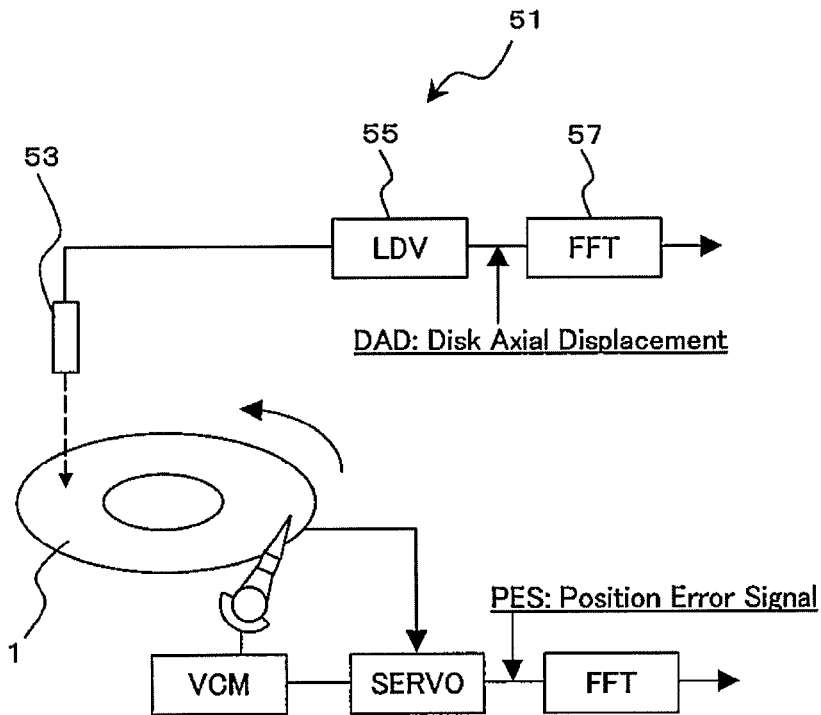 51
55
57
53
LDV
FFT
DAD: Disk Axial Displacement
PES: Position Error Signal
1
VCM
SERVO
FFT